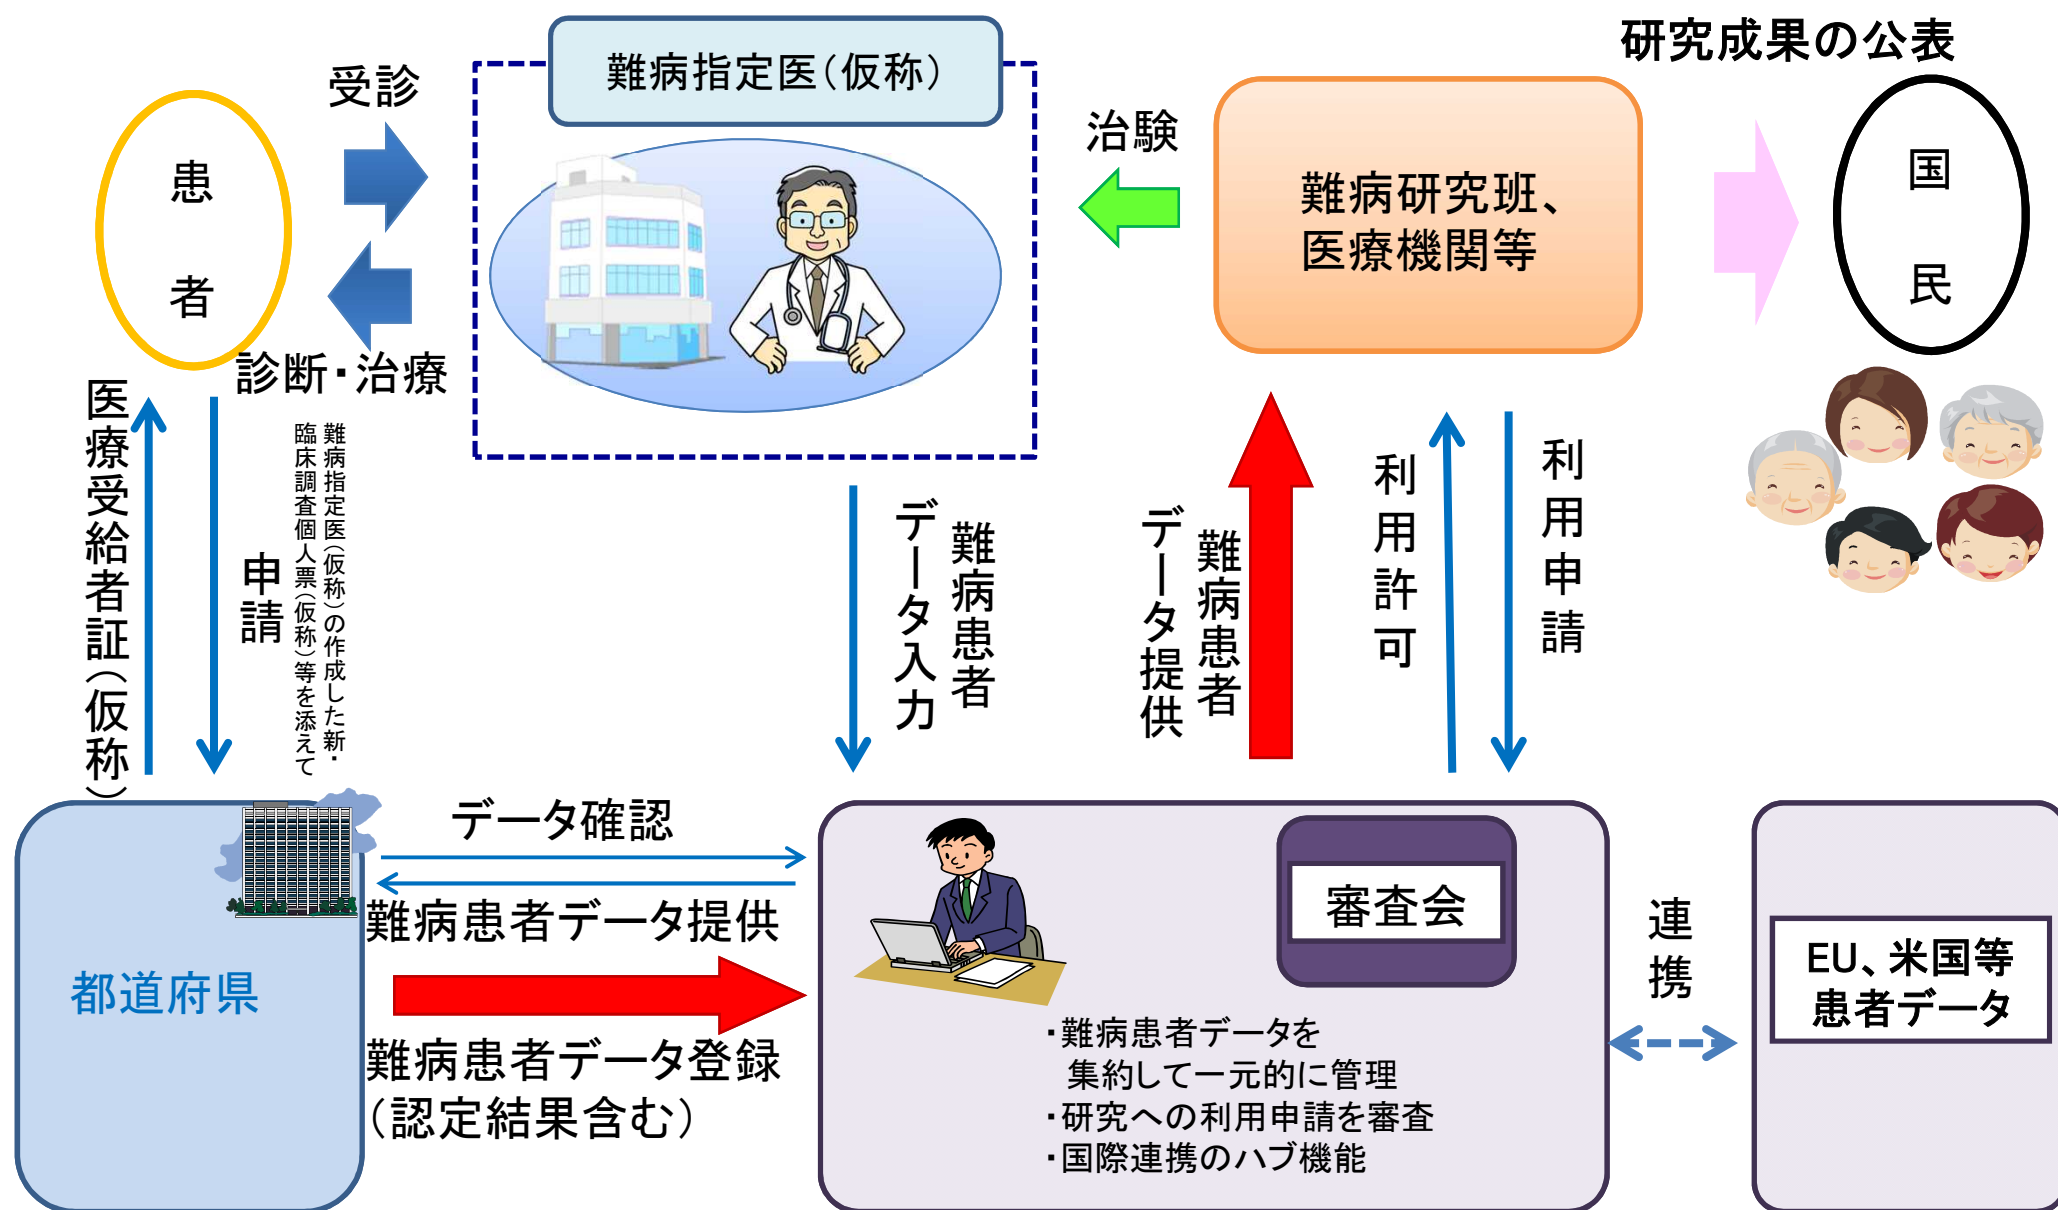 研究成果の公表
難病指定医（仮称）
受診
治験
患者
国民
難病研究班、
医療機関等
診断・治療
医療受給者証（仮称）
申請
難病指定医（仮称）の作成した新・
臨床調査個人票（仮称）等を添えて
難病患者
データ入力
難病患者
データ提供
利用許可
利用申請
データ確認
難病患者データ提供
難病患者データ登録
（認定結果含む）
都道府県
審査会
・難病患者データを
集約して一元的に管理
・研究への利用申請を審査
・国際連携のハブ機能
連携
EU、米国等
患者データ